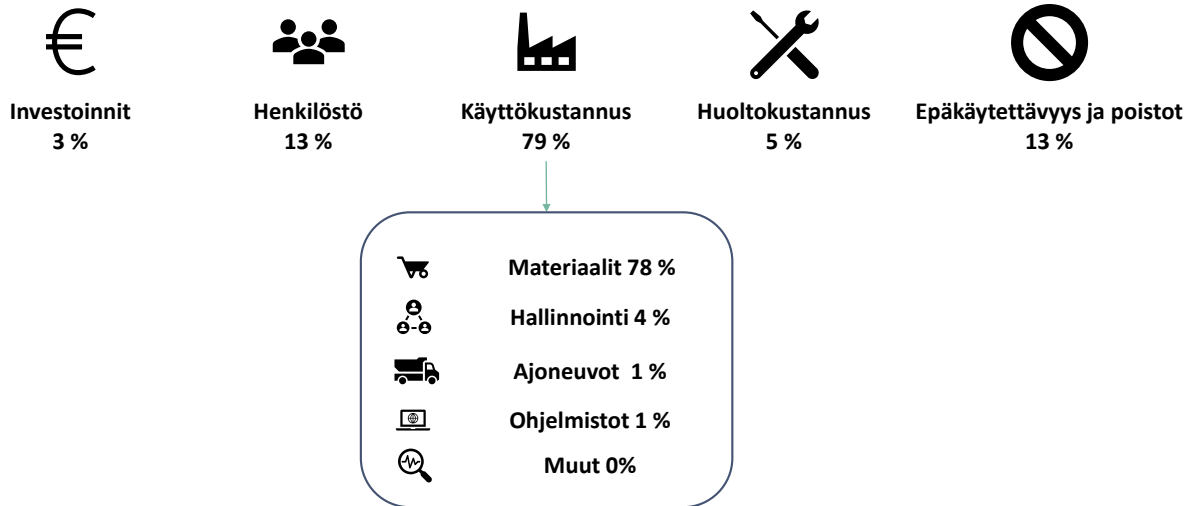 Investoinnit
3 %
Henkilöstö
13 %
Käyttökustannus
79 %
Huoltokustannus
5 %
Epäkäytettävyys ja poistot
13 %
Materiaalit 78 %
Hallinnointi 4 %
Ajoneuvot 1 %
Ohjelmistot 1 %
Muut 0%